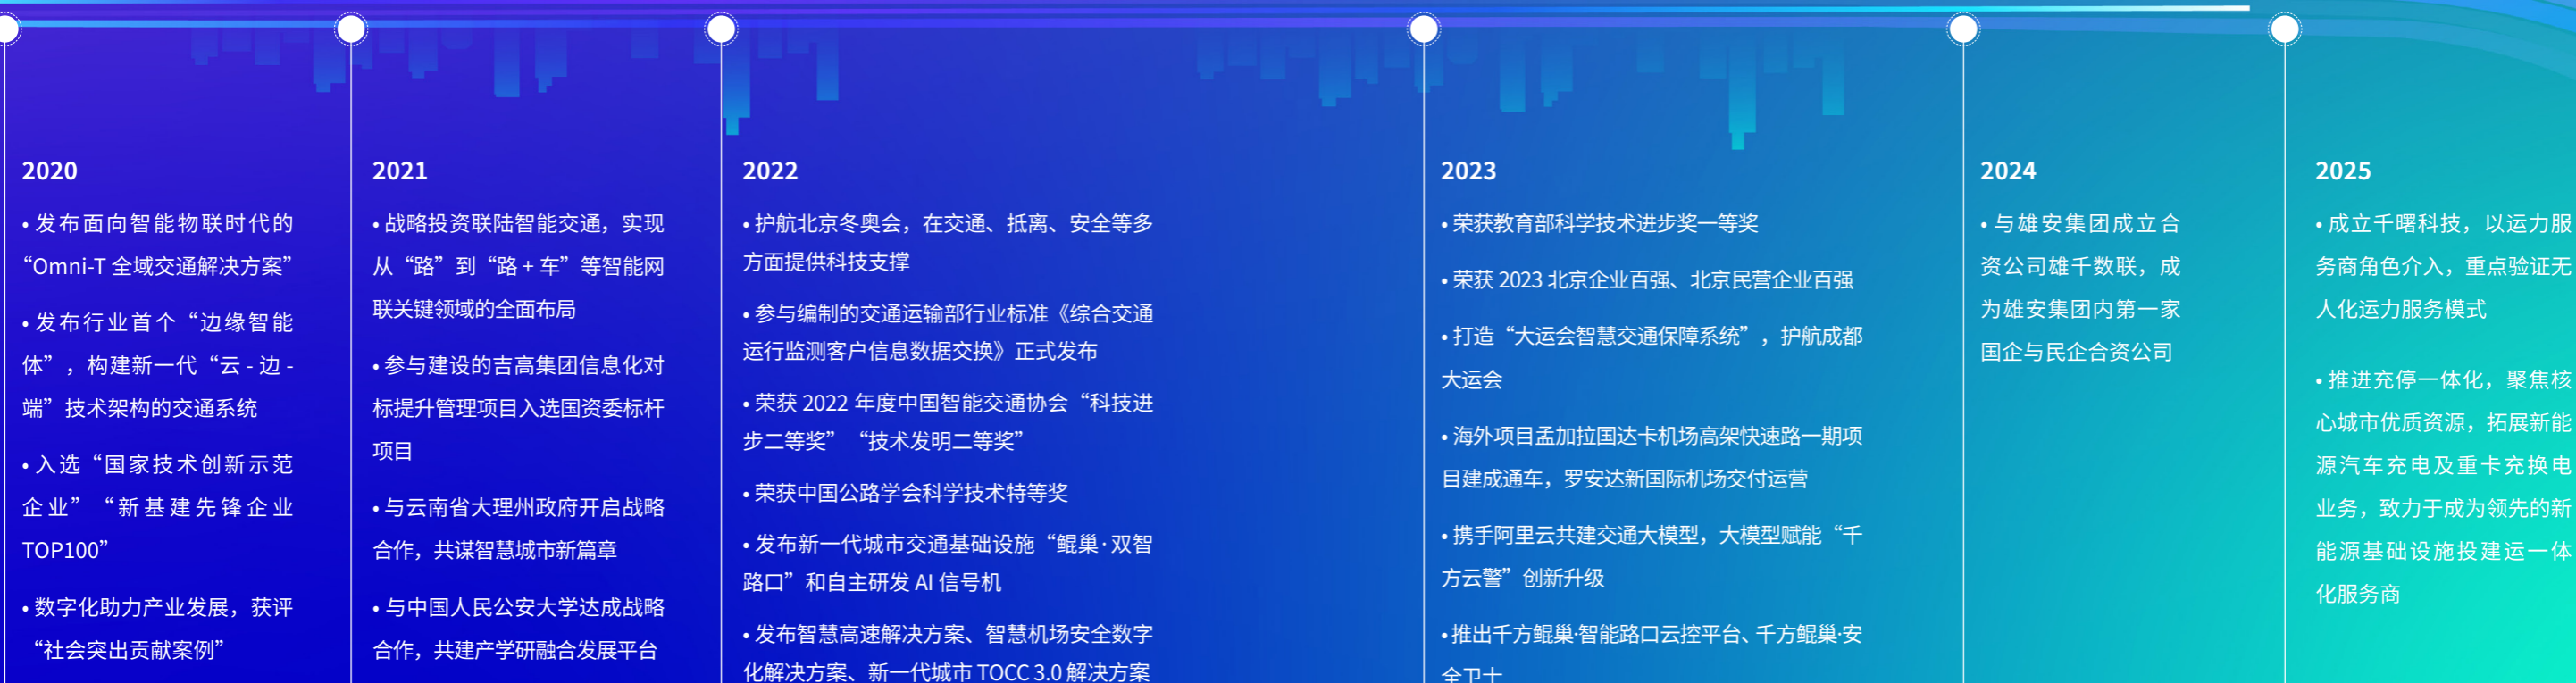 2020
• 发布面向智能物联时代的
“Omni-T 全域交通解决方案”
• 发布行业首个“边缘智能
体”，构建新一代“云 - 边 -
端”技术架构的交通系统
• 入选“国家技术创新示范
企业”“新基建先锋企业
TOP100”
• 数字化助力产业发展，获评
“社会突出贡献案例”
2021
• 战略投资联陆智能交通，实现
从“路”到“路 + 车”等智能网
联关键领域的全面布局
• 参与建设的吉高集团信息化对
标提升管理项目入选国资委标杆
项目
• 与云南省大理州政府开启战略
合作，共谋智慧城市新篇章
• 与中国人民公安大学达成战略
合作，共建产学研融合发展平台
2022
• 护航北京冬奥会，在交通、抵离、安全等多
方面提供科技支撑
• 参与编制的交通运输部行业标准《综合交通
运行监测客户信息数据交换》正式发布
• 荣获 2022 年度中国智能交通协会“科技进
步二等奖”“技术发明二等奖”
• 荣获中国公路学会科学技术特等奖
• 发布新一代城市交通基础设施“鲲巢·双智
路口”和自主研发 AI 信号机
• 发布智慧高速解决方案、智慧机场安全数字
化解决方案、新一代城市 TOCC 3.0 解决方案
2023
• 荣获教育部科学技术进步奖一等奖
• 荣获 2023 北京企业百强、北京民营企业百强
• 打造“大运会智慧交通保障系统”，护航成都
大运会
• 海外项目孟加拉国达卡机场高架快速路一期项
目建成通车，罗安达新国际机场交付运营
• 携手阿里云共建交通大模型，大模型赋能“千
方云警”创新升级
• 推出千方鲲巢·智能路口云控平台、千方鲲巢·安
全卫士
2024
• 与雄安集团成立合
资公司雄千数联，成
为雄安集团内第一家
国企与民企合资公司
2025
• 成立千曙科技，以运力服
务商角色介入，重点验证无
人化运力服务模式
• 推进充停一体化，聚焦核
心城市优质资源，拓展新能
源汽车充电及重卡充换电
业务，致力于成为领先的新
能源基础设施投建运一体
化服务商